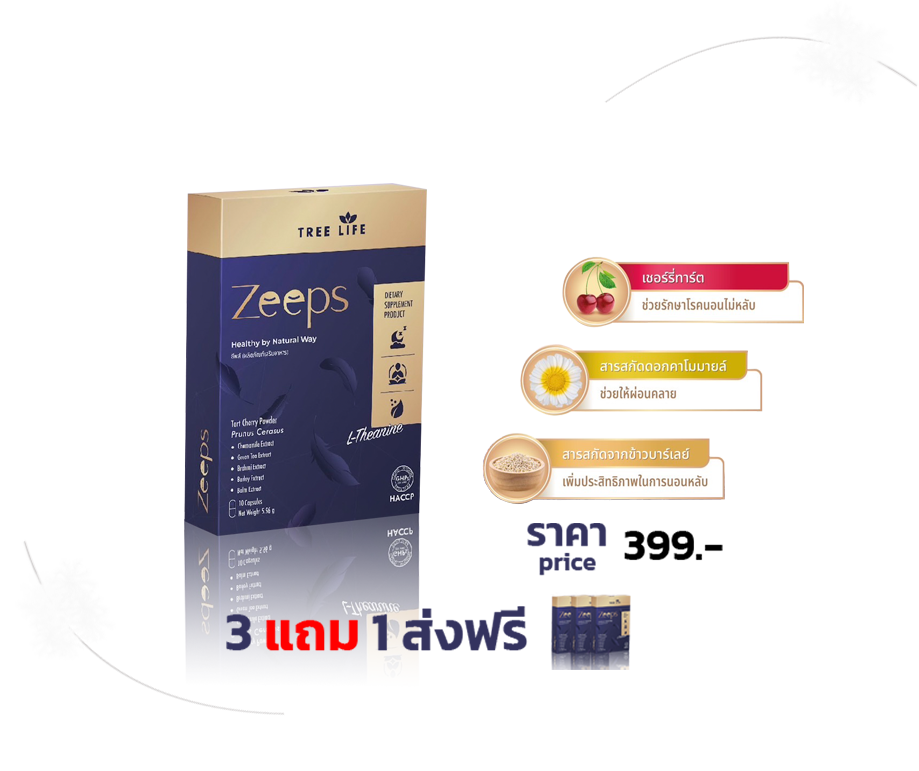 TREE LIFE
Zeeps
Healthy by Natural Way
DIETARY
SUPPLEMENT
PRODUCT
Tart Cherry Powder
Prunus Cerasus
Chamomile Extract
Green Tea Extract
Brahmi Extract
Barley Extract
Balm Extract
L-Theanine
10 Capsules
Net Weight 5.96 g
GMP
HACCP
Zeeps
เชอร์รี่ทาร์ต
ช่วยรักษาโรคนอนไม่หลับ
สารสกัดดอกคาโมมายล์
ช่วยให้ผ่อนคลาย
สารสกัดจากข้าวบาร์เลย์
เพิ่มประสิทธิภาพในการนอนหลับ
ราคา
price
399.-
3 แถม 1 ส่งฟรี